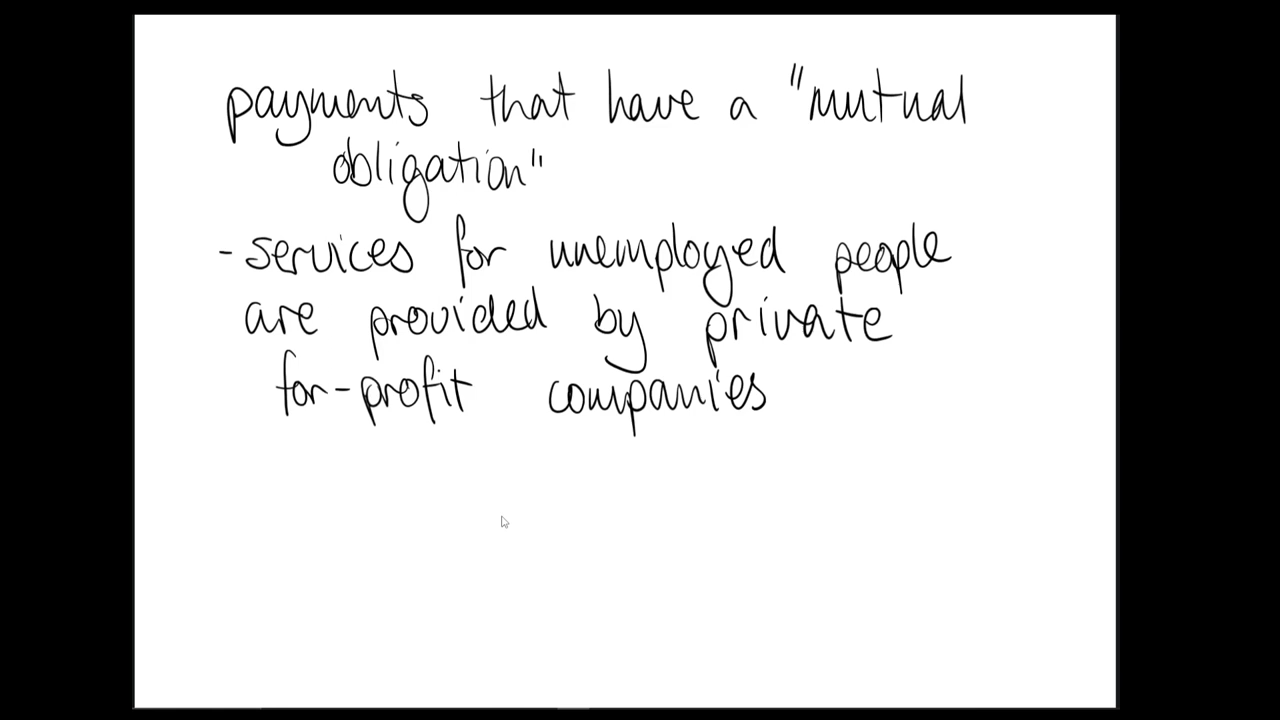 payments that have a "mutual
obligation"
- services for unemployed people
are provided by private
for-profit companies